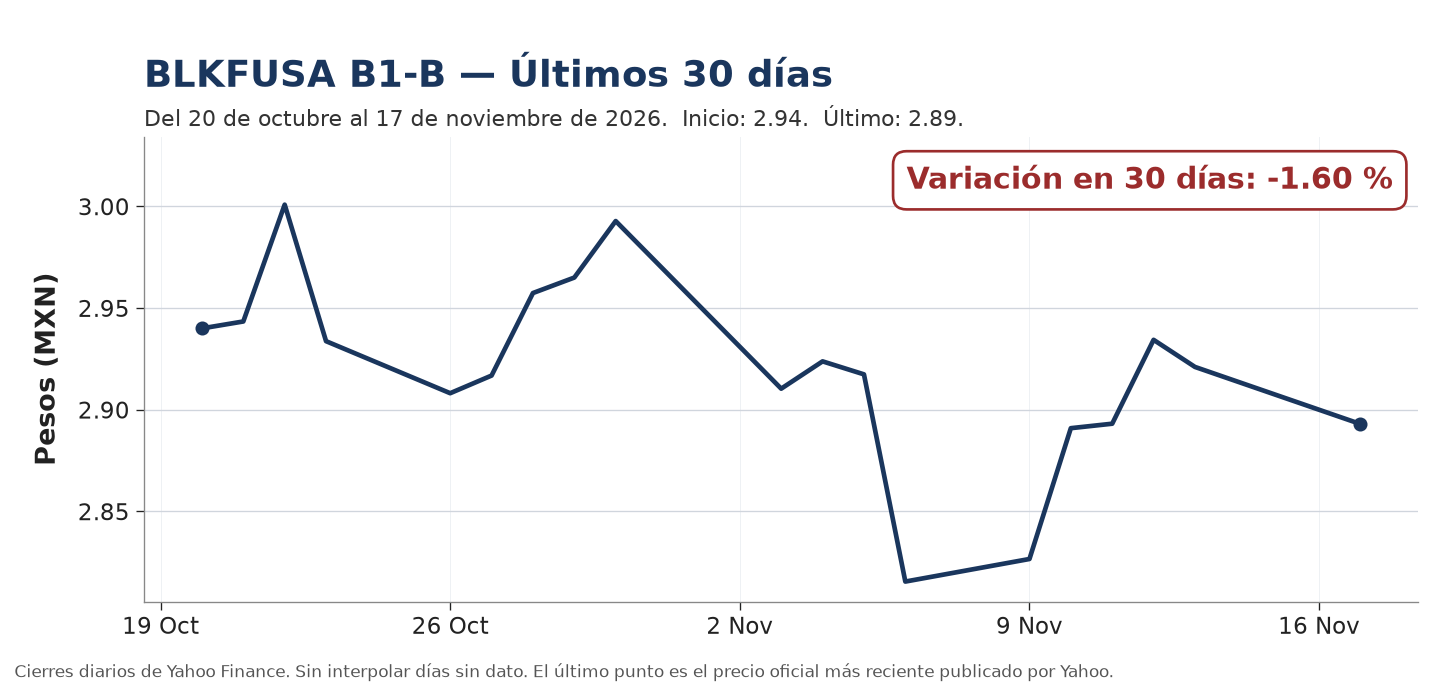 BLKFUSA B1-B — Últimos 30 días
Del 20 de octubre al 17 de noviembre de 2026.  Inicio: 2.94.  Último: 2.89.
Variación en 30 días: -1.60 %
Pesos (MXN)
3.00
2.95
2.90
2.85
19 Oct
26 Oct
2 Nov
9 Nov
16 Nov
Cierres diarios de Yahoo Finance. Sin interpolar días sin dato. El último punto es el precio oficial más reciente publicado por Yahoo.